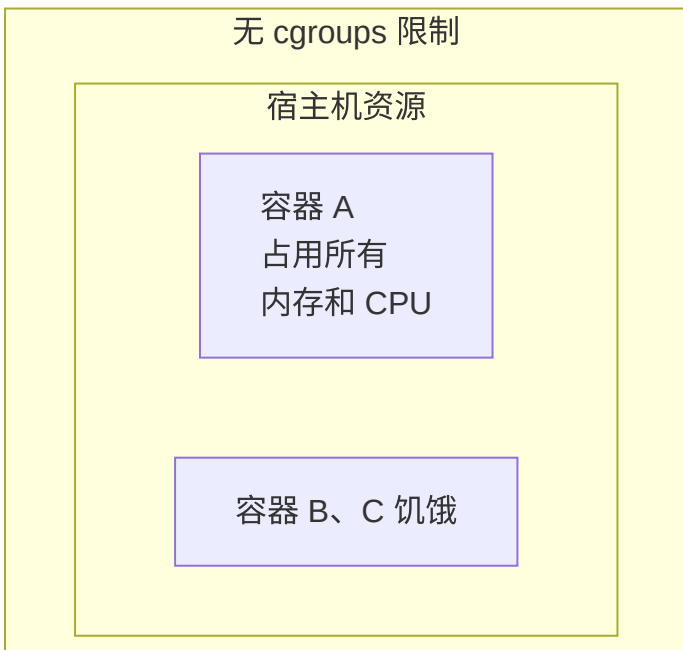 无 cgroups 限制
宿主机资源
容器 A
占用所有
内存和 CPU
容器 B、C 饥饿